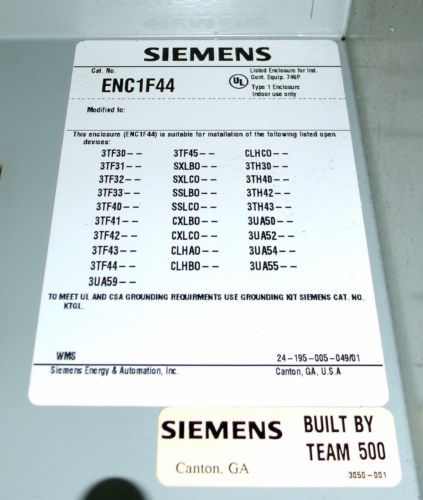 SIEMENS
Cat. No.
ENC1F44
UL
Listed Enclosure for Ind.
Cont. Equip. 746P
Type 1 Enclosure
Indoor use only
Modified to:
This enclosure (ENC1F44) is suitable for installation of the following listed open
devices:
3TF30-- 3TF45-- CLHCO--
3TF31-- SXLBO-- 3TH30--
3TF32-- SXLCO-- 3TH40--
3TF33-- SSLBO-- 3TH42--
3TF40-- SSLCO-- 3TH43--
3TF41-- CXLBO-- 3UA50--
3TF42-- CXLCO-- 3UA52--
3TF43-- CLHAO-- 3UA54--
3TF44-- CLHBO-- 3UA55--
3UA59--
TO MEET UL AND CSA GROUNDING REQUIRMENTS USE GROUNDING KIT SIEMENS CAT. NO.
KTGL.
WMS 24-195-005-049/01
Siemens Energy & Automation, Inc. Canton, GA, U.S.A
SIEMENS
Canton, GA
BUILT BY
TEAM 500
3050-001